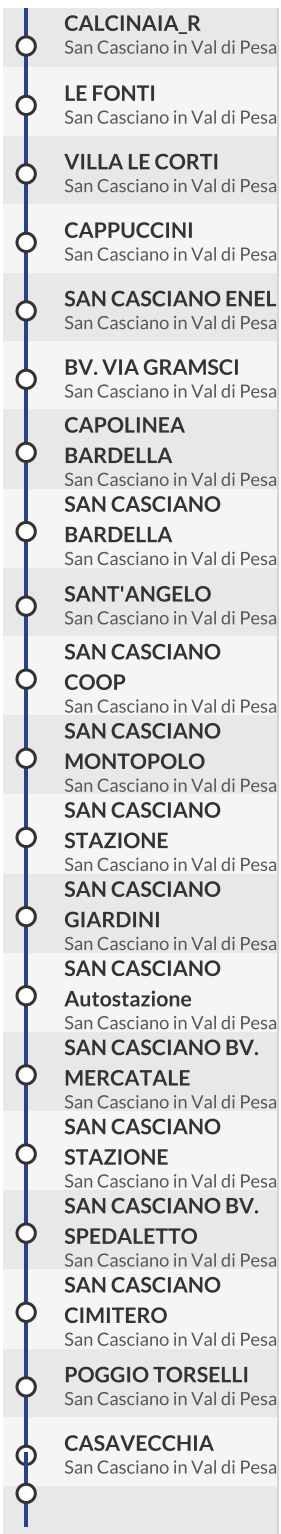 CALCINAIA_R
San Casciano in Val di Pesa
LE FONTI
San Casciano in Val di Pesa
VILLA LE CORTI
San Casciano in Val di Pesa
CAPPUCCINI
San Casciano in Val di Pesa
SAN CASCIANO ENEL
San Casciano in Val di Pesa
BV. VIA GRAMSCI
San Casciano in Val di Pesa
CAPOLINEA
BARDELLA
San Casciano in Val di Pesa
SAN CASCIANO
BARDELLA
San Casciano in Val di Pesa
SANT'ANGELO
San Casciano in Val di Pesa
SAN CASCIANO
COOP
San Casciano in Val di Pesa
SAN CASCIANO
MONTOPOLO
San Casciano in Val di Pesa
SAN CASCIANO
STAZIONE
San Casciano in Val di Pesa
SAN CASCIANO
GIARDINI
San Casciano in Val di Pesa
SAN CASCIANO
Autostazione
San Casciano in Val di Pesa
SAN CASCIANO BV.
MERCATALE
San Casciano in Val di Pesa
SAN CASCIANO
STAZIONE
San Casciano in Val di Pesa
SAN CASCIANO BV.
SPEDALETTO
San Casciano in Val di Pesa
SAN CASCIANO
CIMITERO
San Casciano in Val di Pesa
POGGIO TORSELLI
San Casciano in Val di Pesa
CASAVECCHIA
San Casciano in Val di Pesa